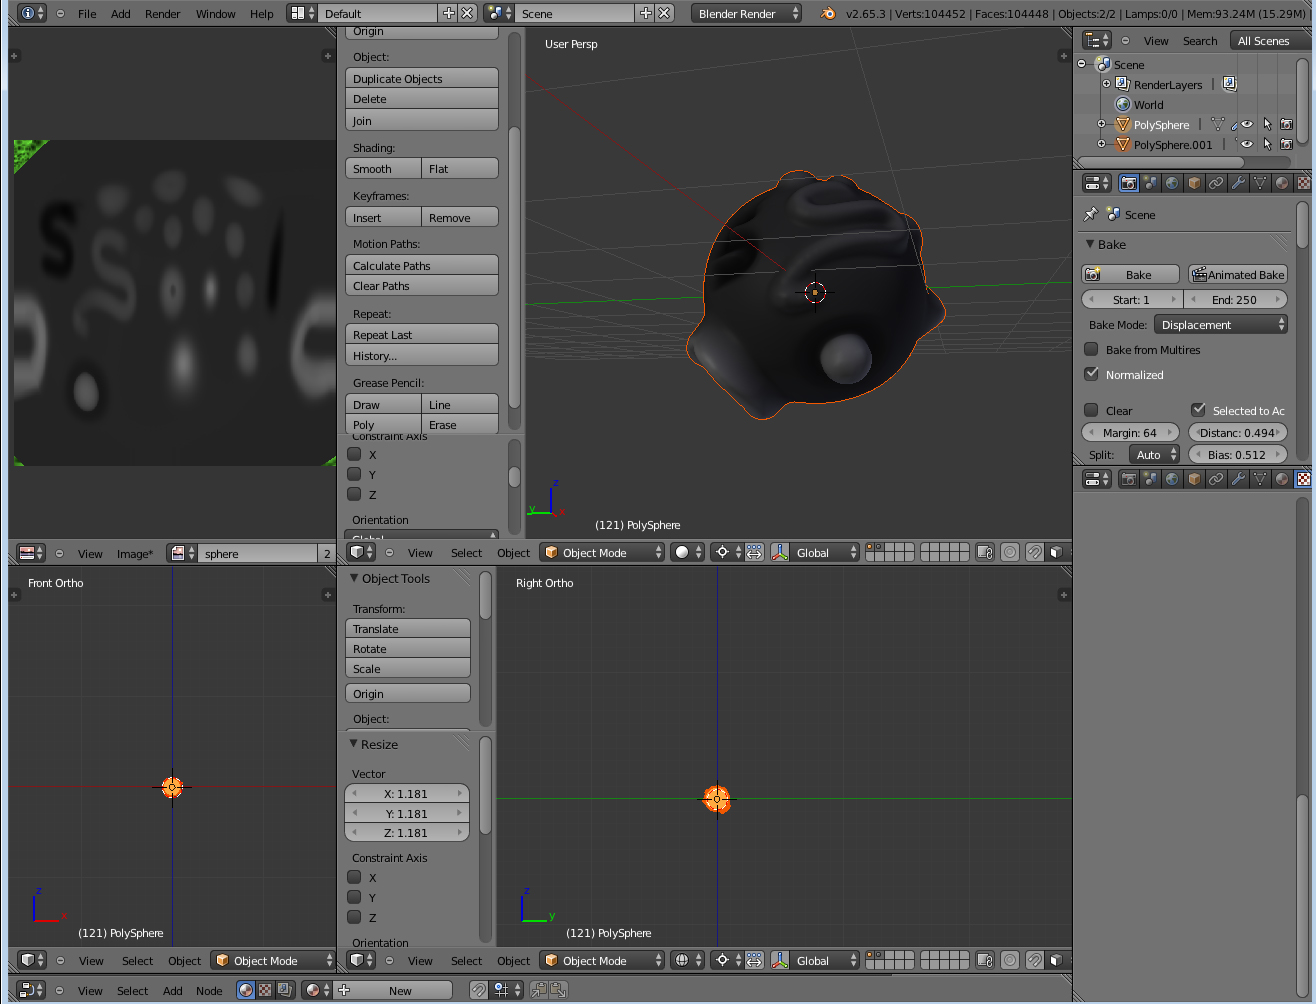 File Add Render Window Help Default Scene Blender Render v2.65.3 | Verts:104452 | Faces:104448 | Objects:2/2 | Lamps:0/0 | Mem:93.24M (15.29M) |
Origin
Object:
Duplicate Objects
Delete
Join
Shading:
Smooth Flat
Keyframes:
Insert Remove
Motion Paths:
Calculate Paths
Clear Paths
Repeat:
Repeat Last
History...
Grease Pencil:
Draw Line
Poly Erase
Constraint Axis
X
Y
Z
Orientation
Global
User Persp
z
y
x
(121) PolySphere
View Search All Scenes
Scene
RenderLayers |
World
PolySphere |
PolySphere.001
Scene
Bake
Bake Animated Bake
Start: 1 End: 250
Bake Mode: Displacement
Bake from Multires
Normalized
Clear Selected to Ac
Margin: 64 Distanc: 0.494
Split: Auto Bias: 0.512
S
S
View Image* sphere 2
View Select Object Object Mode Global
Front Ortho
z
x
(121) PolySphere
View Select Object Object Mode
Object Tools
Transform:
Translate
Rotate
Scale
Origin
Object:
Resize
Vector
X: 1.181
Y: 1.181
Z: 1.181
Constraint Axis
X
Y
Z
Orientation
Right Ortho
z
y
(121) PolySphere
View Select Object Object Mode Global
View Select Add Node New